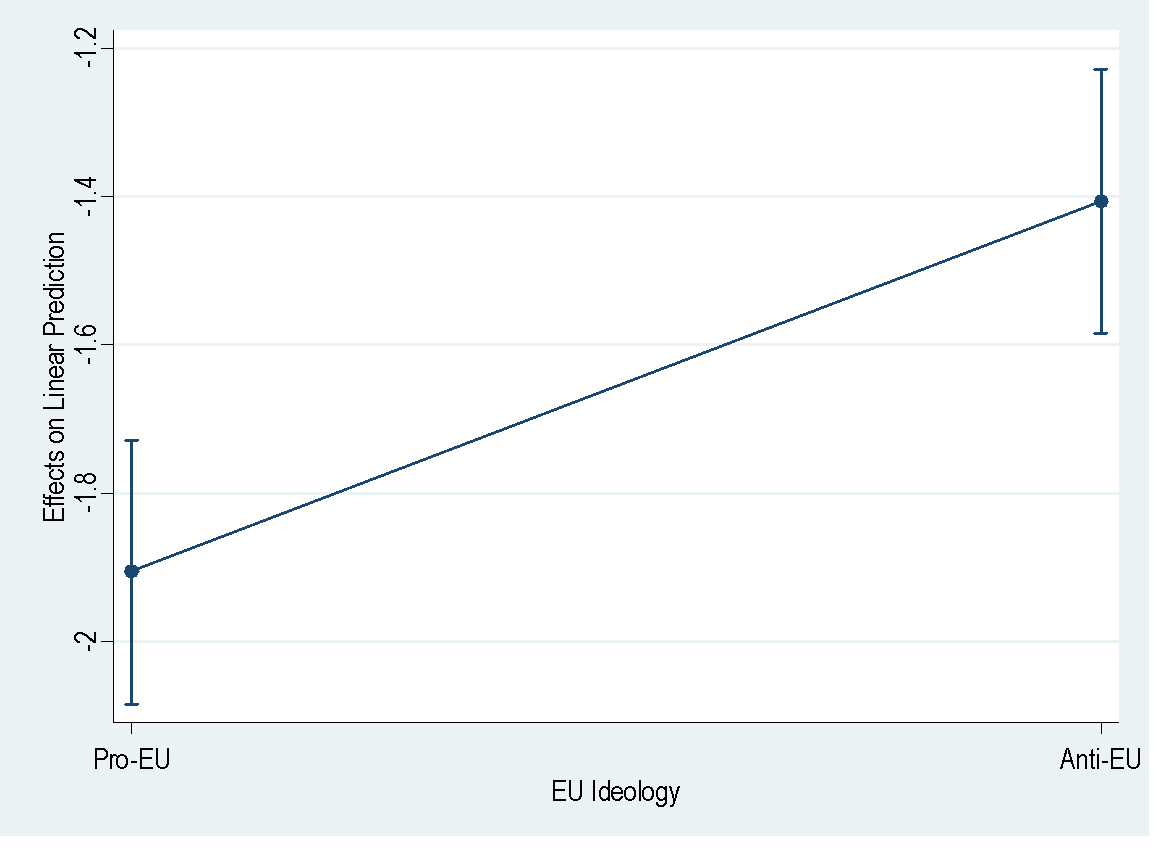 Effects on Linear Prediction
-1.2
-1.4
-1.6
-1.8
-2
Pro-EU
Anti-EU
EU Ideology